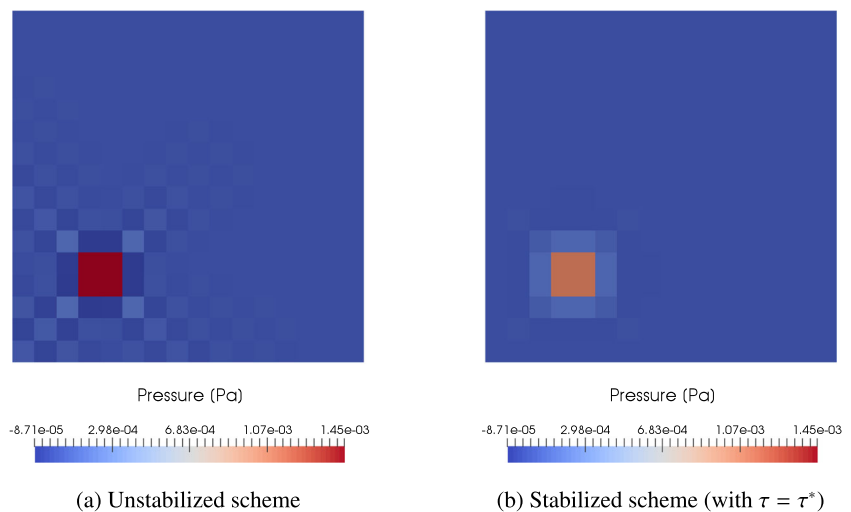 Pressure (Pa)
-8.71e-05 2.98e-04 6.83e-04 1.07e-03 1.45e-03
(a) Unstabilized scheme
Pressure (Pa)
-8.71e-05 2.98e-04 6.83e-04 1.07e-03 1.45e-03
(b) Stabilized scheme (with τ = τ*)